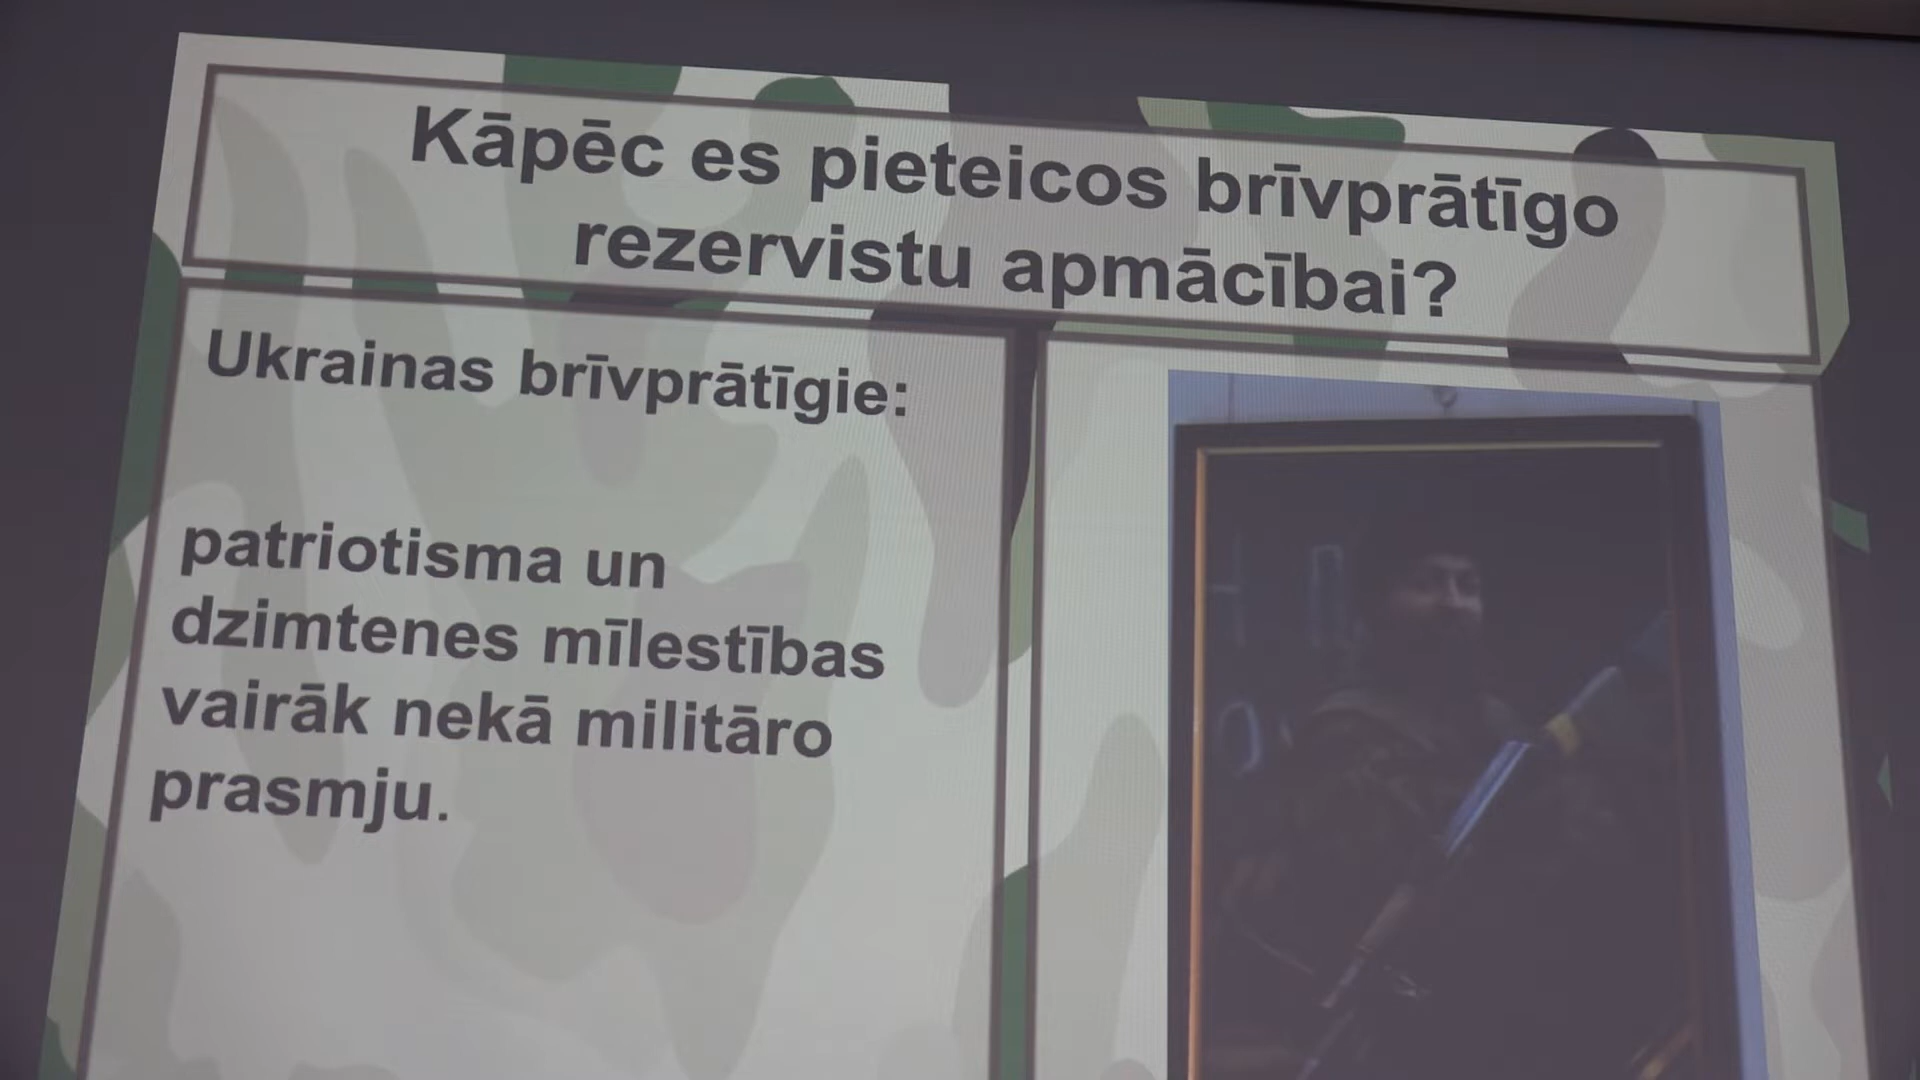 Kāpēc es pieteicos brīvprātīgo
rezervistu apmācībai?
Ukrainas brīvprātīgie:
patriotisma un
dzimtenes mīlestības
vairāk nekā militāro
prasmju.